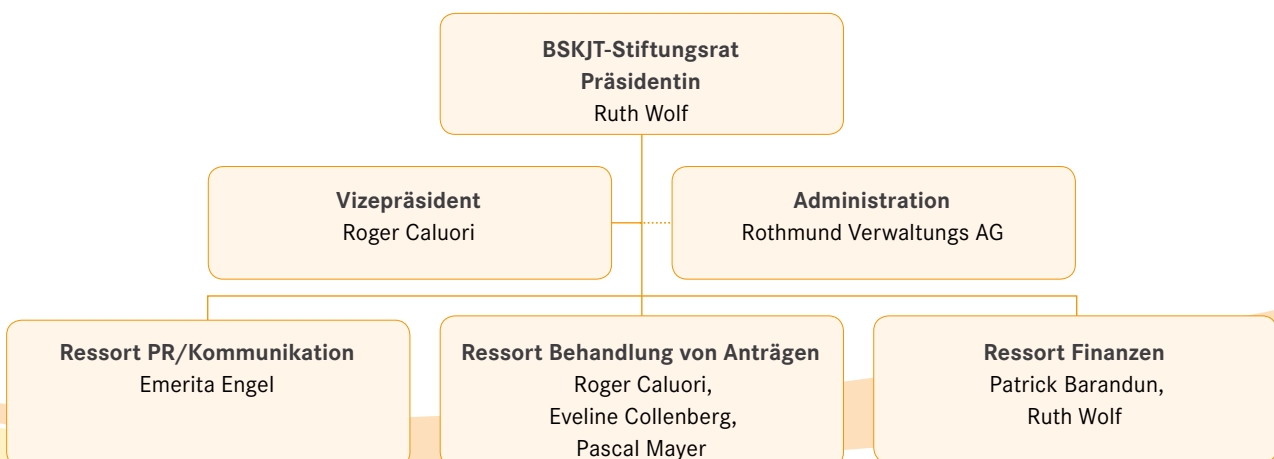 BSKJT-Stiftungsrat
Präsidentin
Ruth Wolf
Vizepräsident
Roger Caluori
Administration
Rothmund Verwaltungs AG
Ressort PR/Kommunikation
Emerita Engel
Ressort Behandlung von Anträgen
Roger Caluori,
Eveline Collenberg,
Pascal Mayer
Ressort Finanzen
Patrick Barandun,
Ruth Wolf